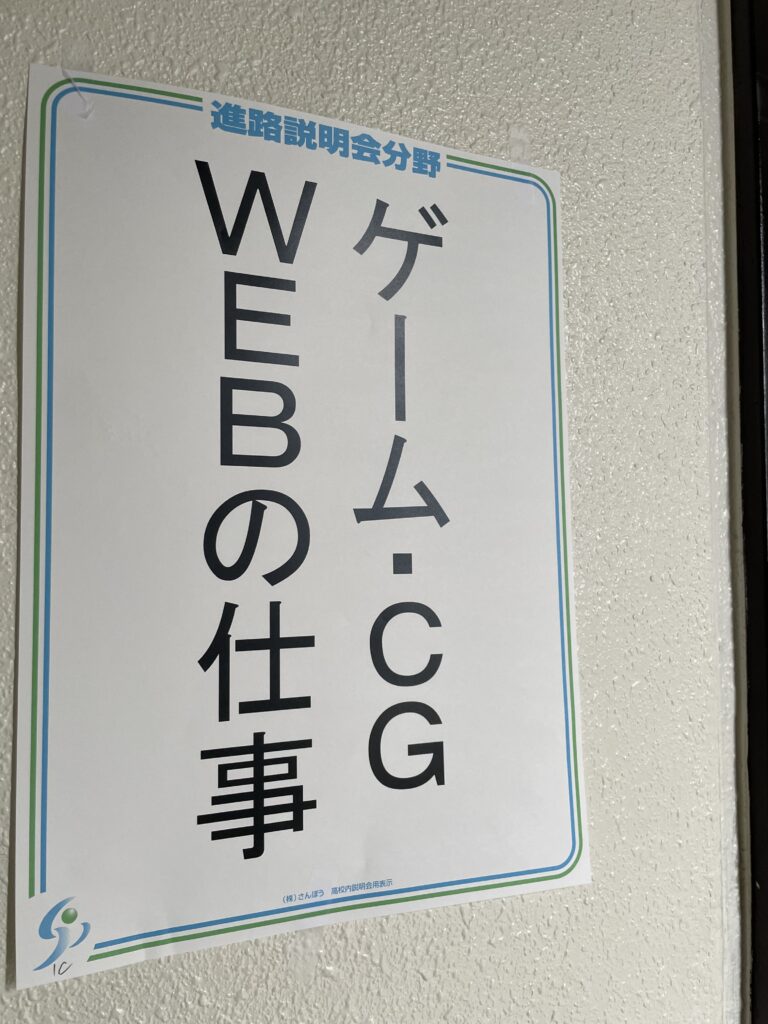 進路説明会分野
ゲーム・CG
WEBの仕事
(株)さんぽう 高校内説明会用表示
1C